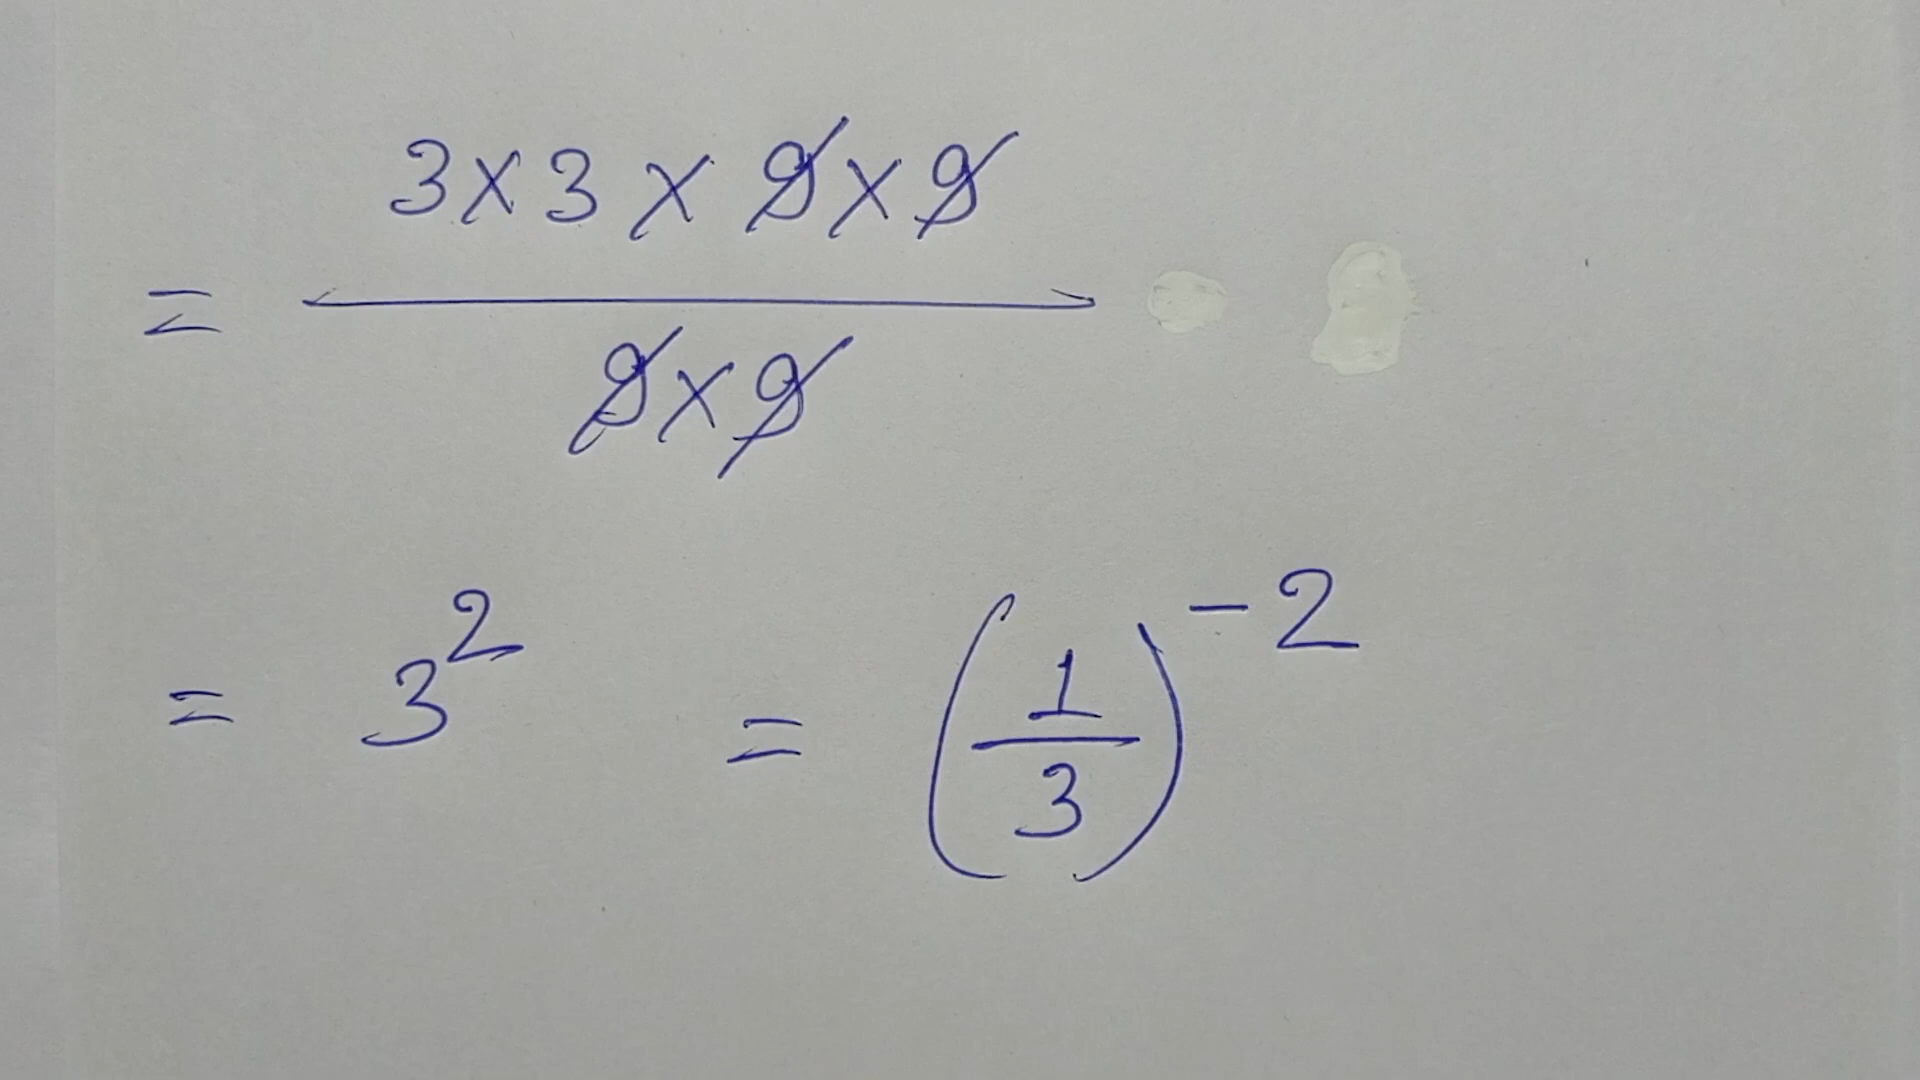 = 3 x 3 x 9 x 9
9 x 9
= 3² = (1/3)⁻²